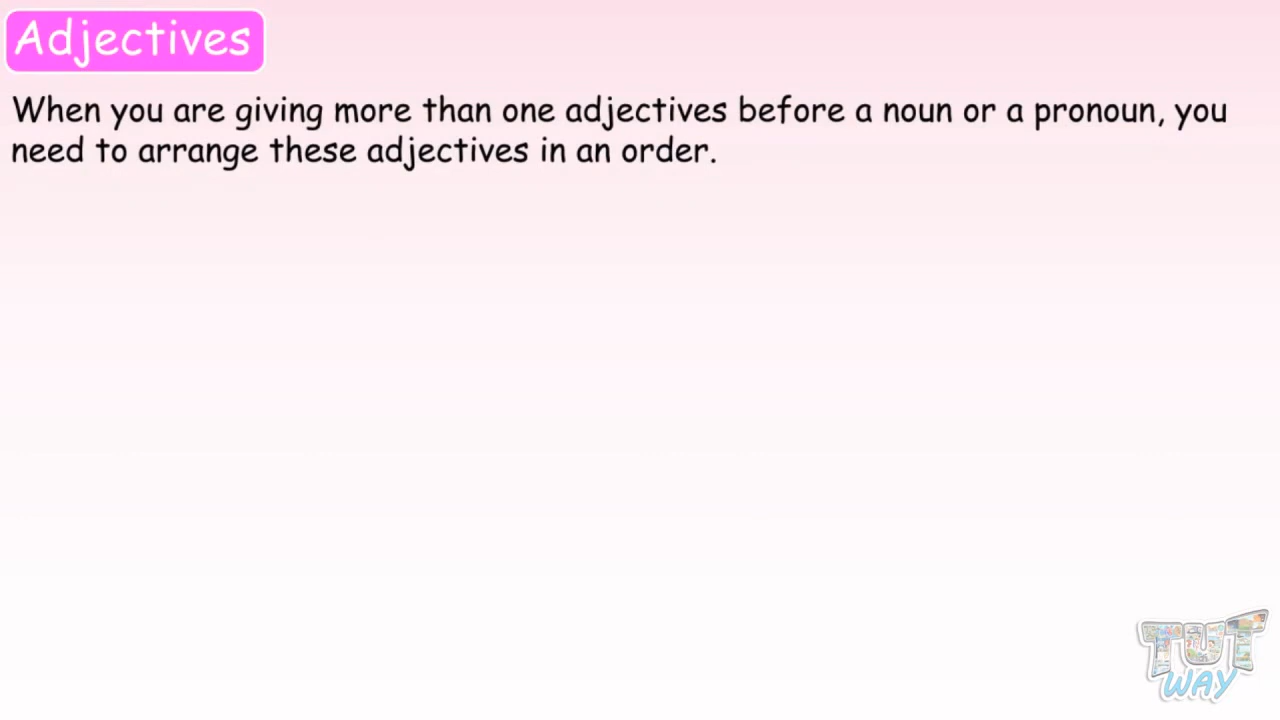 Adjectives
When you are giving more than one adjectives before a noun or a pronoun, you
need to arrange these adjectives in an order.
TUT
WAY